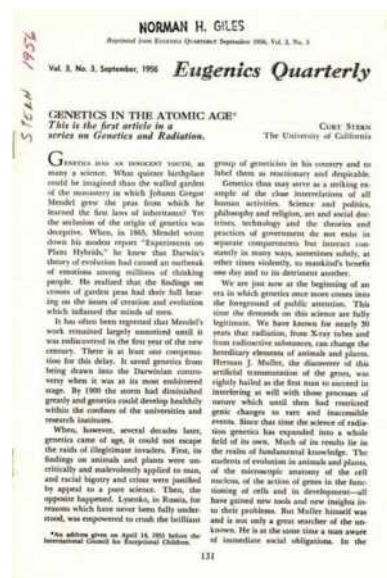 NORMAN H. GILES
Reprinted from EUGENICS QUARTERLY September 1956, Vol. 3, No. 3
STERN 1956
Vol. 3, No. 3, September, 1956
Eugenics Quarterly
GENETICS IN THE ATOMIC AGE*
This is the first article in a
series on Genetics and Radiation.
CURT STERN
The University of California
GENETICS HAS AN INNOCENT YOUTH, as
many a science. What quieter birthplace
could be imagined than the walled garden
of the monastery in which Johann Gregor
Mendel grew the peas from which he
learned the first laws of inheritance? Yet
the seclusion of the origin of genetics was
deceptive. When, in 1865, Mendel wrote
down his modest report "Experiments on
Plant Hybrids," he knew that Darwin's
theory of evolution had caused an outbreak
of emotions among millions of thinking
people. He realized that the findings on
crosses of garden peas had their full bear-
ing on the issues of creation and evolution
which inflamed the minds of men.
It has often been regretted that Mendel's
work remained largely unnoticed until it
was rediscovered in the first year of the new
century. There is at least one compensa-
tion for this delay. It saved genetics from
being drawn into the Darwinian contro-
versy when it was at its most embittered
stage. By 1900 the storm had diminished
greatly and genetics could develop healthily
within the confines of the universities and
research institutes.
When, however, several decades later,
genetics came of age, it could not escape
the raids of illegitimate invaders. First, its
findings on animals and plants were un-
critically and malevolently applied to man,
and racial bigotry and crime were justified
by appeal to a pure science. Then, the
opposite happened. Lysenko, in Russia, for
reasons which have never been fully under-
stood, was empowered to crush the brilliant
*An address given on April 14, 1955 before the
International Council for Exceptional Children.
group of geneticists in his country and to
label them as reactionary and despicable.
Genetics thus may serve as a striking ex-
ample of the close interrelations of all
human activities. Science and politics,
philosophy and religion, art and social doc-
trines, technology and the theories and
practices of government do not exist in
separate compartments but interact con-
stantly in many ways, sometimes subtly, at
other times violently, to mankind's benefit
one day and to its detriment another.
We are just now at the beginning of an
era in which genetics once more comes into
the foreground of public attention. This
time the demands on this science are fully
legitimate. We have known for nearly 30
years that radiation, from X-ray tubes and
from radioactive substances, can change the
hereditary elements of animals and plants.
Herman J. Muller, the discoverer of this
artificial transmutation of the genes, was
rightly hailed as the first man to succeed in
interfering at will with those processes of
nature which until then had restricted
genic changes to rare and inaccessible
events. Since that time the science of radia-
tion genetics has expanded into a whole
field of its own. Much of its results lie in
the realm of fundamental knowledge. The
students of evolution in animals and plants,
of the microscopic anatomy of the cell
nucleus, of the action of genes in the func-
tioning of cells and in development—all
have gained new tools and new insights in-
to their problems. But Muller himself was
and is not only a great searcher of the un-
known. He is at the same time a man aware
of immediate social obligations. In the
131